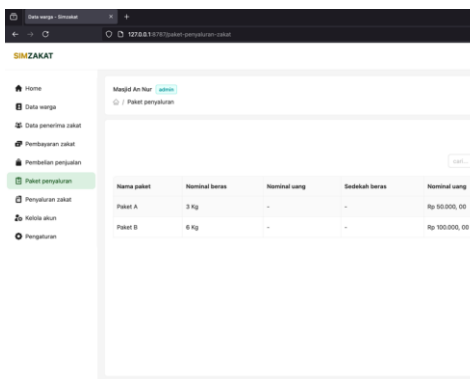 Data warga - Simzakat
127.0.0.1:8767/paket-penyaluran-zakat
SIMZAKAT
Home
Data warga
Data penerima zakat
Pembayaran zakat
Pembelian penjualan
Paket penyaluran
Penyaluran zakat
Kelola akun
Pengaturan
Masjid An Nur admin
/ Paket penyaluran
cari...
Nama paket Nominal beras Nominal uang Sedekah beras Nominal uang
Paket A 3 Kg - - Rp 50.000, 00
Paket B 6 Kg - - Rp 100.000, 00